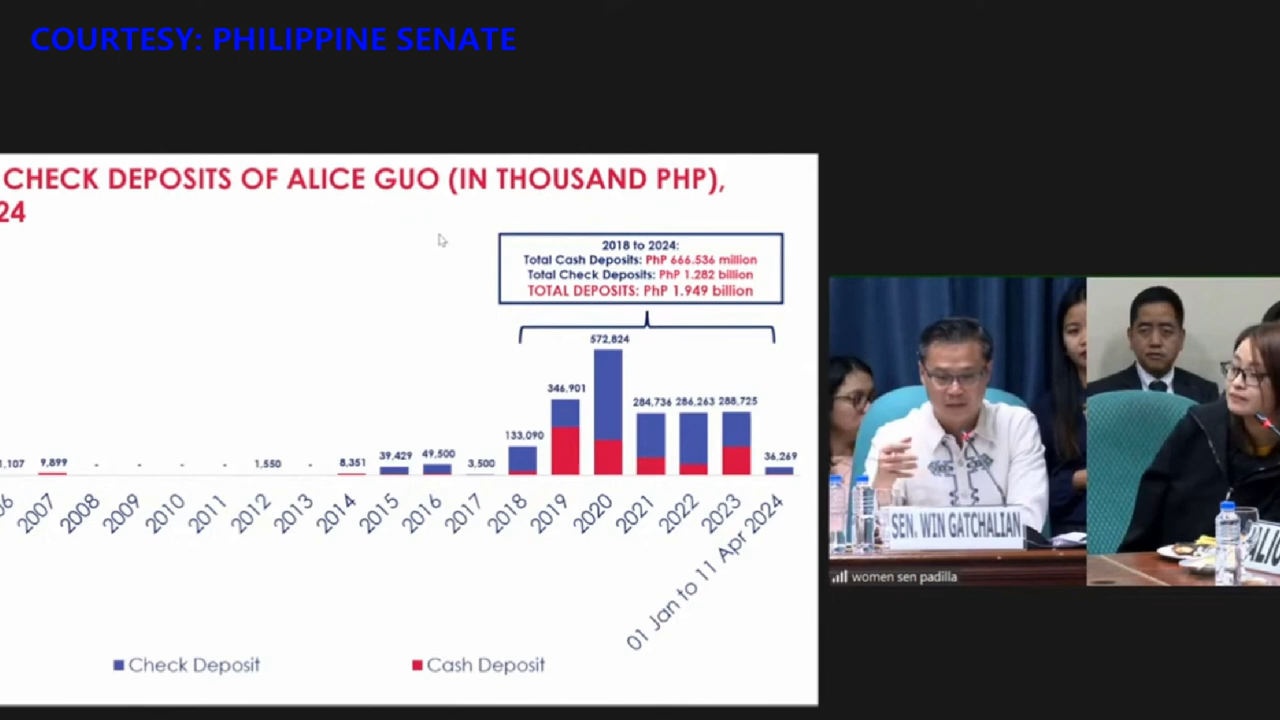 COURTESY: PHILIPPINE SENATE
CHECK DEPOSITS OF ALICE GUO (IN THOUSAND PHP),
24
2018 to 2024:
Total Cash Deposits: PhP 666.536 million
Total Check Deposits: PhP 1.282 billion
TOTAL DEPOSITS: PhP 1.949 billion
1,107 9,899 - - - - 1,550 - 8,351 39,429 49,500 3,500 133,090 346,901 572,824 284,736 286,263 288,725 36,269
06 2007 2008 2009 2010 2011 2012 2013 2014 2015 2016 2017 2018 2019 2020 2021 2022 2023 01 Jan to 11 Apr 2024
Check Deposit Cash Deposit
SEN. WIN GATCHALIAN
ALIC
women sen padilla